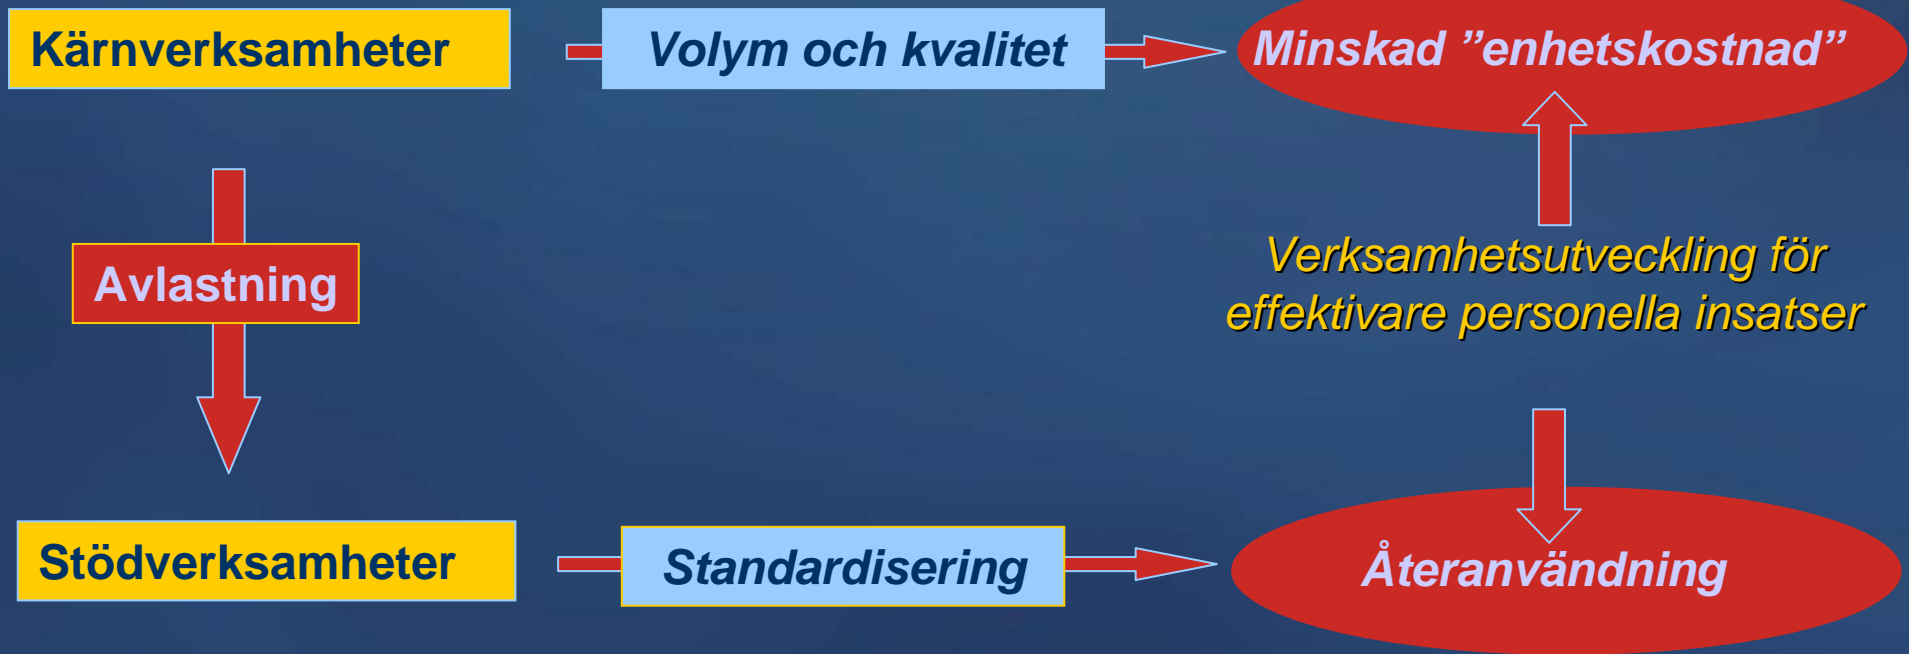 Kärnverksamheter
Volym och kvalitet
Minskad ”enhetskostnad”
Avlastning
Verksamhetsutveckling för
effektivare personella insatser
Stödverksamheter
Standardisering
Återanvändning